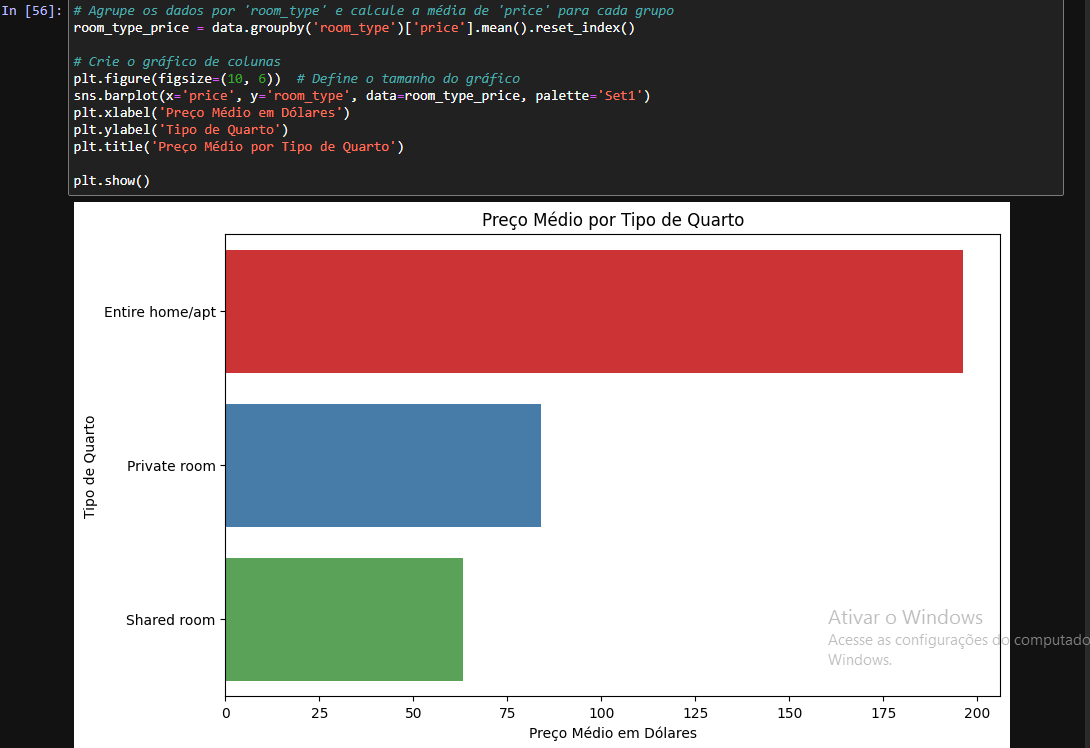 In [56]:
# Agrupe os dados por 'room_type' e calcule a média de 'price' para cada grupo
room_type_price = data.groupby('room_type')['price'].mean().reset_index()
# Crie o gráfico de colunas
plt.figure(figsize=(10, 6))  # Define o tamanho do gráfico
sns.barplot(x='price', y='room_type', data=room_type_price, palette='Set1')
plt.xlabel('Preço Médio em Dólares')
plt.ylabel('Tipo de Quarto')
plt.title('Preço Médio por Tipo de Quarto')
plt.show()
Preço Médio por Tipo de Quarto
Tipo de Quarto
Entire home/apt
Private room
Shared room
0 25 50 75 100 125 150 175 200
Preço Médio em Dólares
Ativar o Windows
Acesse as configurações do computado
Windows.